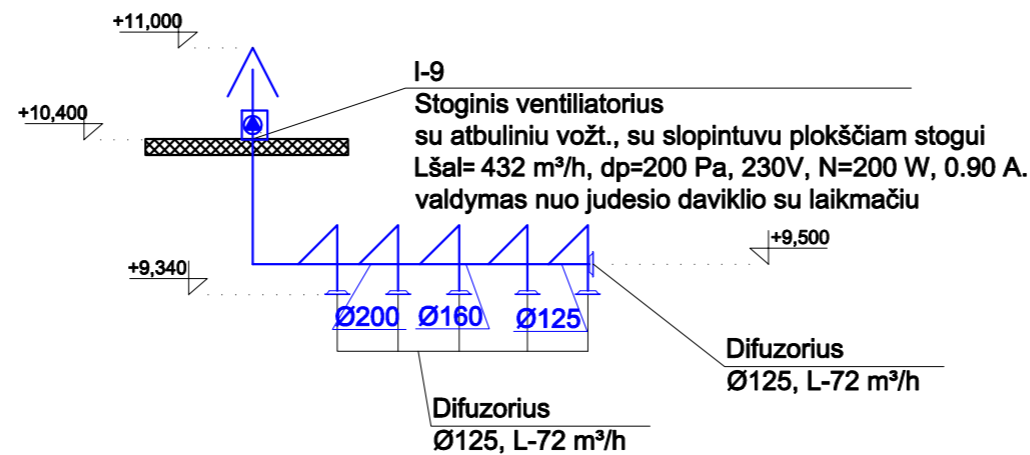 +11,000
+10,400
I-9
Stoginis ventiliatorius
su atbuliniu vožt., su slopintuvu plokščiam stogui
Lšal= 432 m³/h, dp=200 Pa, 230V, N=200 W, 0.90 A.
valdymas nuo judesio daviklio su laikmačiu
+9,500
+9,340
Ø200 Ø160 Ø125
Difuzorius
Ø125, L-72 m³/h
Difuzorius
Ø125, L-72 m³/h